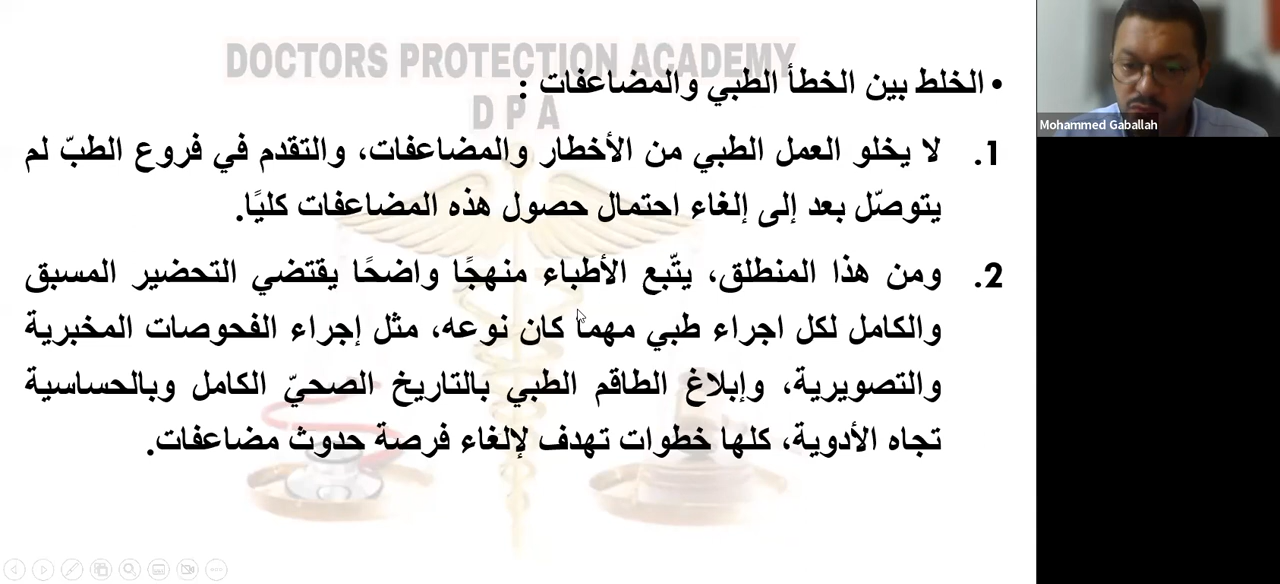 DOCTORS PROTECTION ACADEMY
D P A
• الخلط بين الخطأ الطبي والمضاعفات :
1. لا يخلو العمل الطبي من الأخطار والمضاعفات، والتقدم في فروع الطبّ لم
يتوصّل بعد إلى إلغاء احتمال حصول هذه المضاعفات كليًا.
2. ومن هذا المنطلق، يتّبع الأطباء منهجًا واضحًا يقتضي التحضير المسبق
والكامل لكل اجراء طبي مهما كان نوعه، مثل إجراء الفحوصات المخبرية
والتصويرية، وإبلاغ الطاقم الطبي بالتاريخ الصحيّ الكامل وبالحساسية
تجاه الأدوية، كلها خطوات تهدف لإلغاء فرصة حدوث مضاعفات.
Mohammed Gaballah